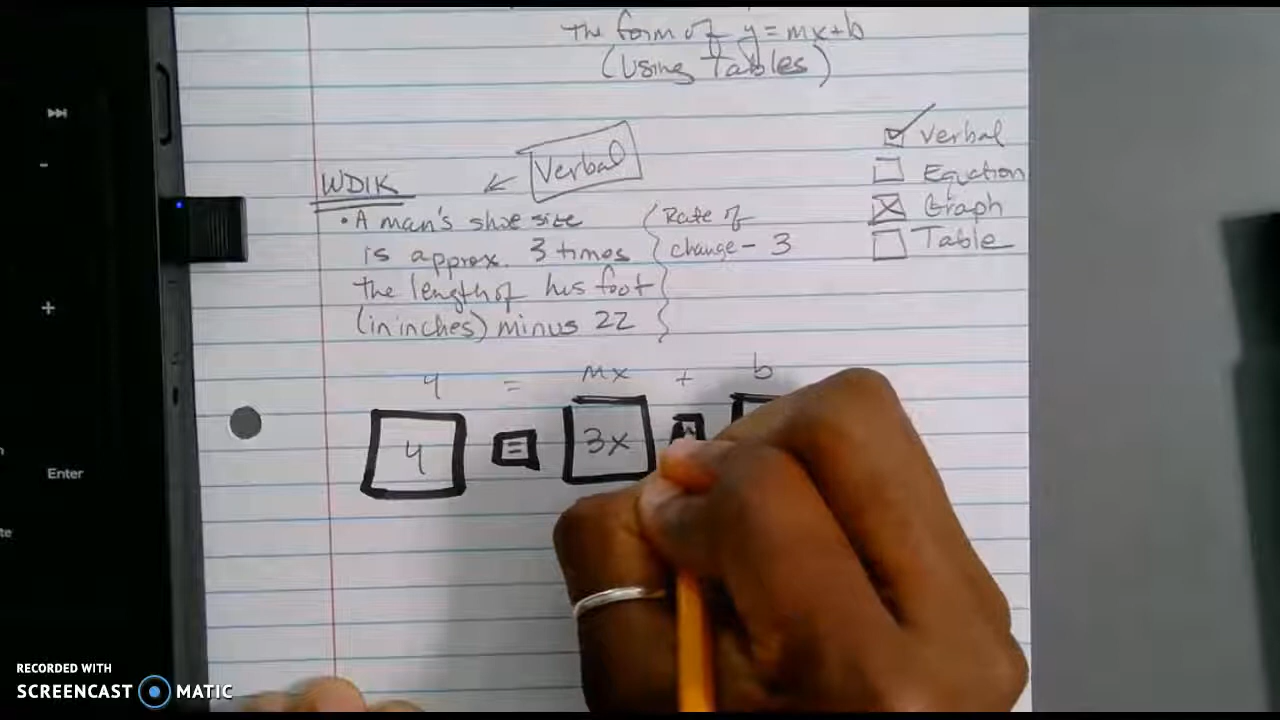 the form of y = mx + b
(Using Tables)
Verbal
WDIK
• A man's shoe size
is approx. 3 times
the length of his foot
(in inches) minus 22
Rate of
change - 3
Verbal
Equation
Graph
Table
y = mx + b
y = 3x
Enter
RECORDED WITH
SCREENCAST MATIC